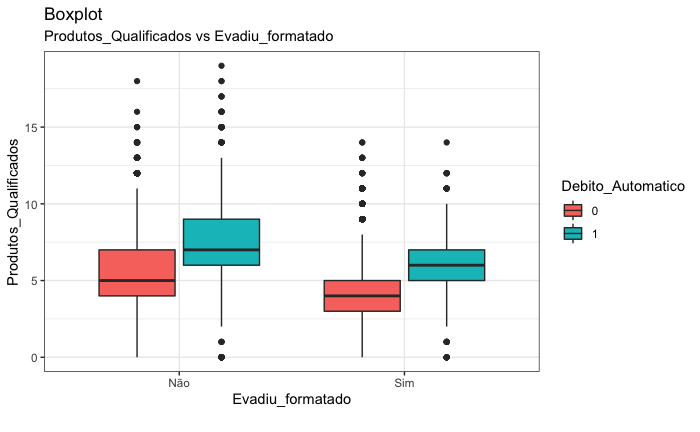 Boxplot
Produtos_Qualificados vs Evadiu_formatado
Produtos_Qualificados
15
10
5
0
Não
Sim
Evadiu_formatado
Debito_Automatico
0
1